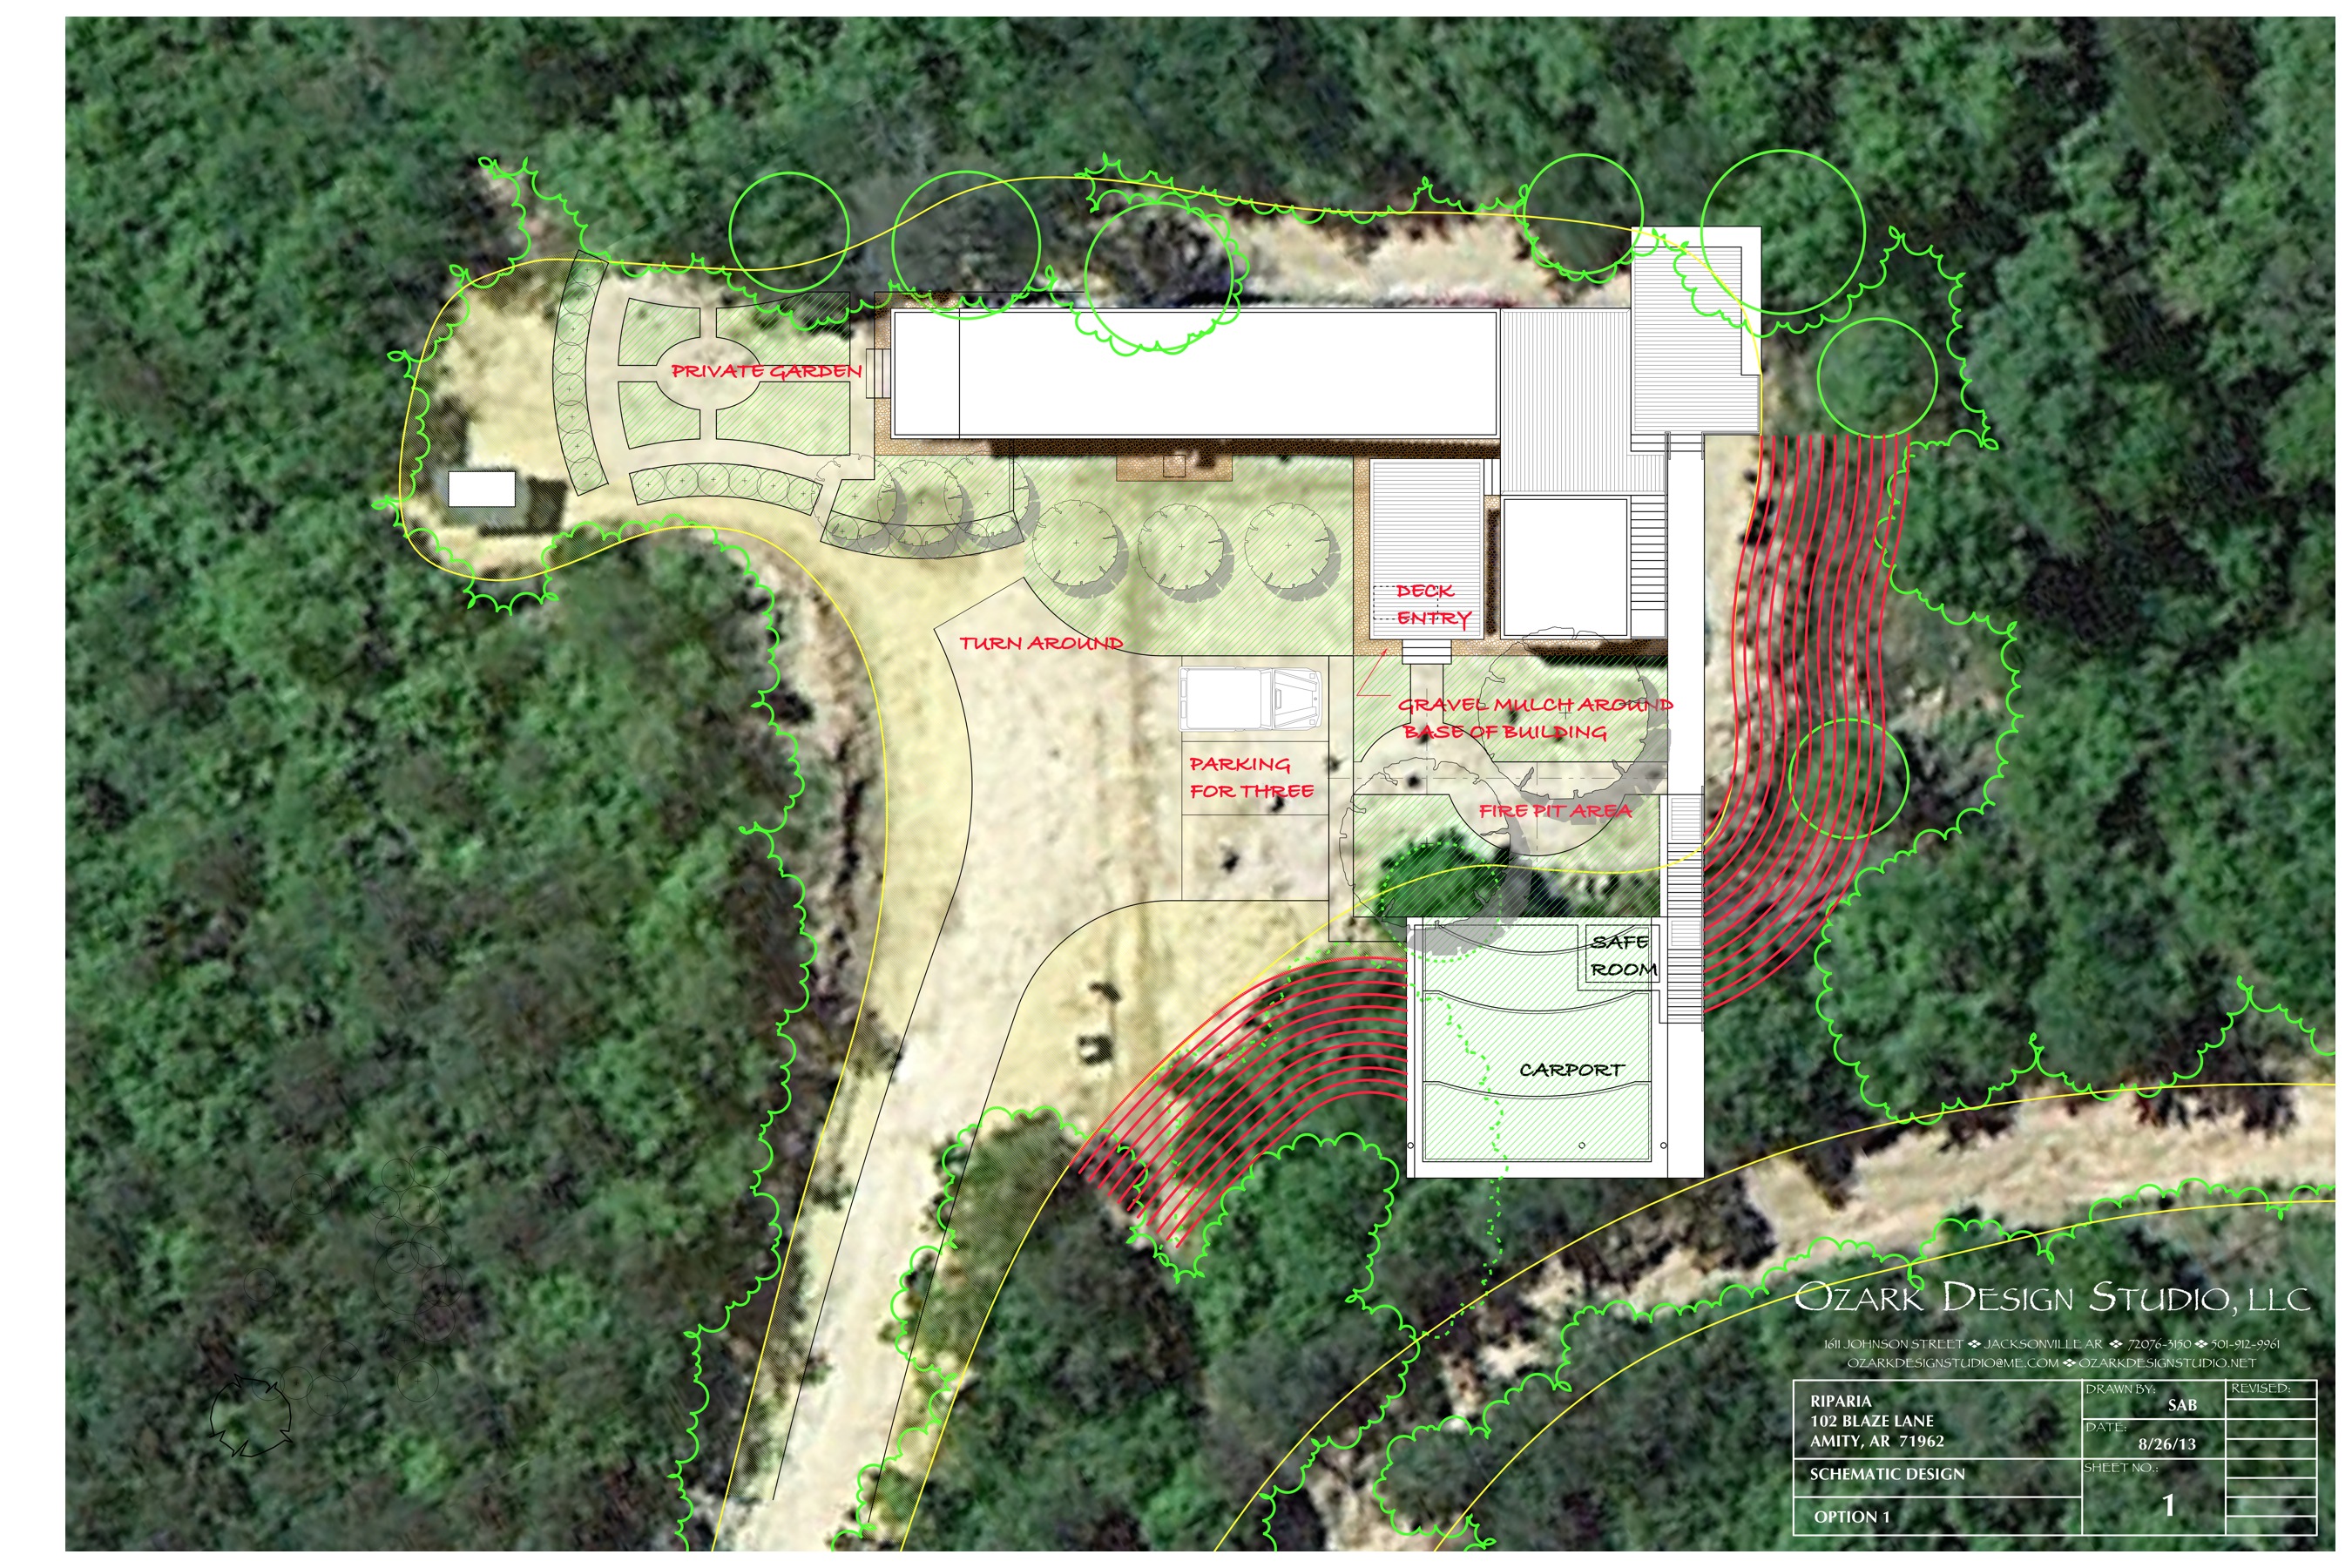 PRIVATE GARDEN
DECK
ENTRY
TURN AROUND
GRAVEL MULCH AROUND
BASE OF BUILDING
PARKING
FOR THREE
FIRE PIT AREA
SAFE
ROOM
CARPORT
OZARK DESIGN STUDIO, LLC
1611 JOHNSON STREET ❖ JACKSONVILLE AR ❖ 72076-3150 ❖ 501-912-9961
OZARKDESIGNSTUDIO@ME.COM ❖ OZARKDESIGNSTUDIO.NET
RIPARIA
102 BLAZE LANE
AMITY, AR 71962
SCHEMATIC DESIGN
OPTION 1
DRAWN BY:
SAB
DATE:
8/26/13
SHEET NO.:
1
REVISED: